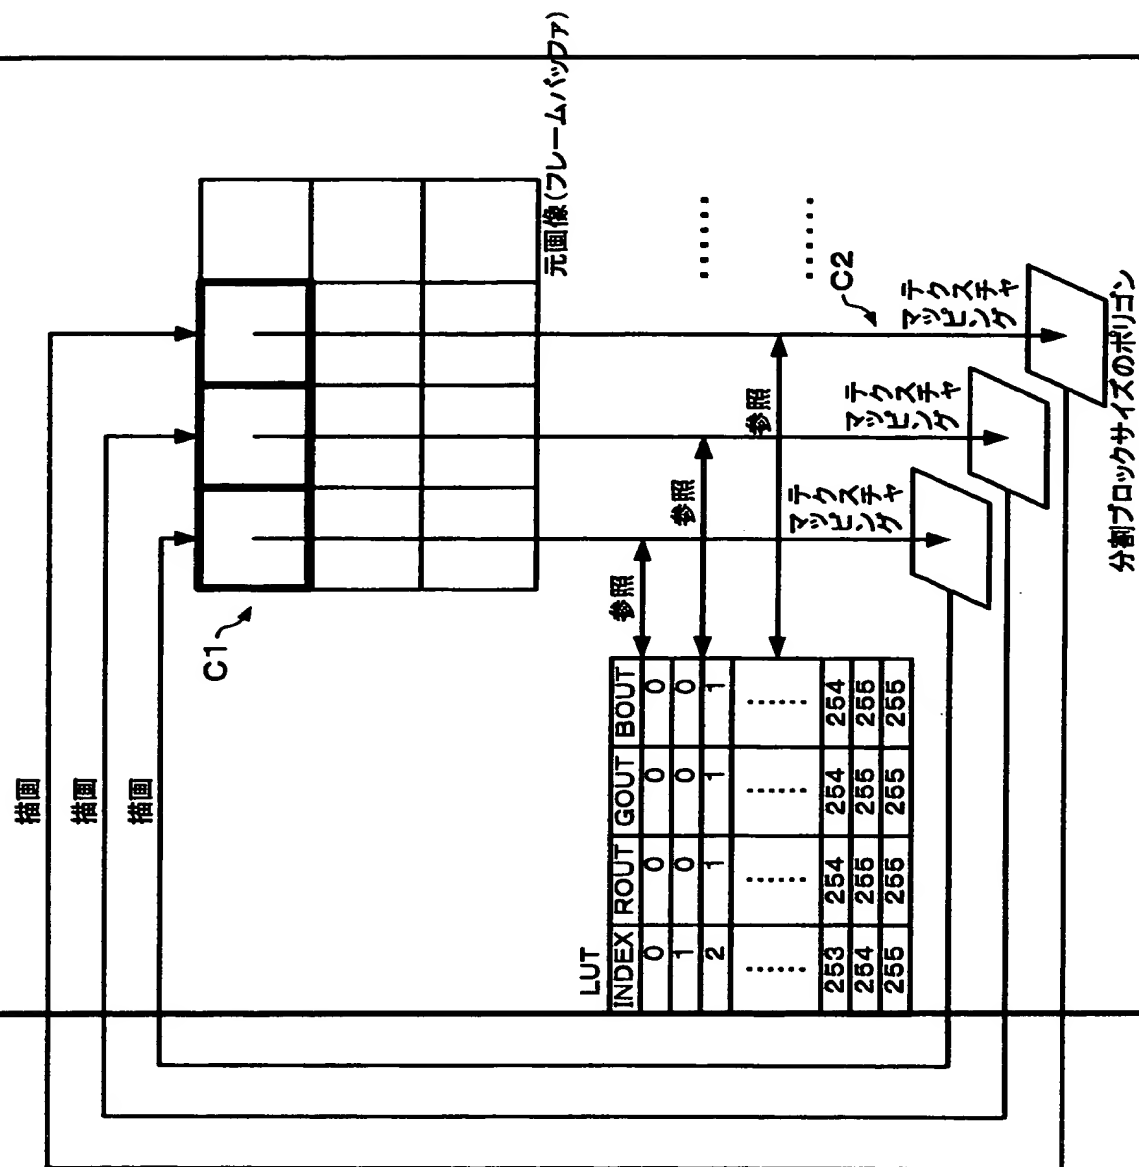 描画
描画
描画
C1
元画像(フレームバッファ)
LUT
INDEX ROUT GOUT BOUT
0 0 0 0
1 0 0 0
2 1 1 1
...... ...... ...... ......
253 254 254 254
254 255 255 255
255 255 255 255
参照
参照
参照
......
......
C2
テクスチャ
マッピング
テクスチャ
マッピング
テクスチャ
マッピング
分割ブロックサイズのポリゴン